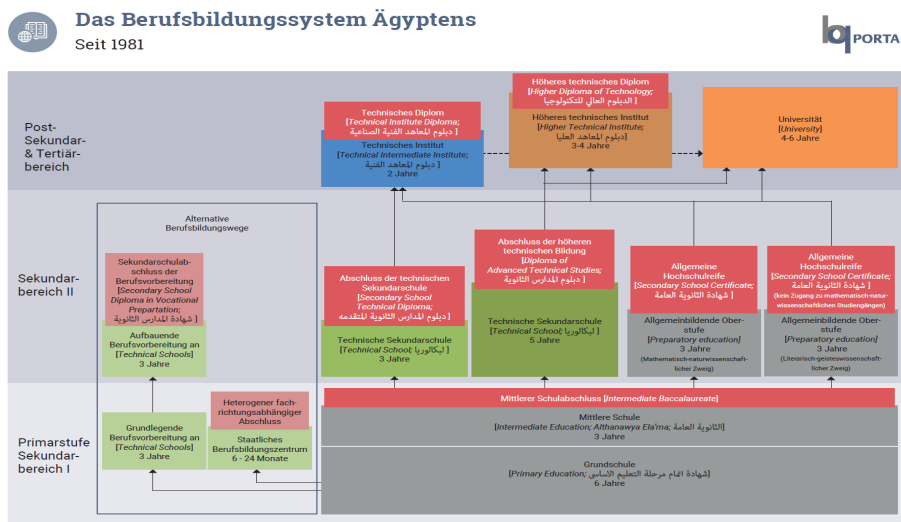 Das Berufsbildungssystem Ägyptens
Seit 1981
bq PORTA
Post-
Sekundar-
& Tertiär-
bereich
Technisches Diplom
[Technical Institute Diploma;
دبلوم المعاهد الفنية الصناعية ]
Technisches Institut
[Technical Intermediate Institute;
دبلوم المعاهد الفنية ]
2 Jahre
Höheres technisches Diplom
[Higher Diploma of Technology;
الدبلوم العالي للتكنولوجيا ]
Höheres technisches Institut
[Higher Technical Institute;
دبلوم المعاهد العليا ]
3-4 Jahre
Universität
[University]
4-6 Jahre
Sekundar-
bereich II
Alternative
Berufsbildungswege
Sekundarschulab-
schluss der
Berufsvorbereitung
[Secondary School
Diploma in Vocational
Prepartation;
شهادة المدارس الثانوية ]
Aufbauende
Berufsvorbereitung an
[Technical Schools]
3 Jahre
Abschluss der technischen
Sekundarschule
[Secondary School
Technical Diploma;
دبلوم المدارس الثانوية المتقدمه ]
Technische Sekundarschule
[Technical School; ليكالوريا ]
3 Jahre
Abschluss der höheren
technischen Bildung
[Diploma of
Advanced Technical Studies;
دبلوم المدارس الثانوية ]
Technische Sekundarschule
[Technical School; ليكالوريا ]
5 Jahre
Allgemeine
Hochschulreife
[Secondary School Certificate;
شهادة الثانوية العامة ]
Allgemeinbildende Ober-
stufe
[Preparatory education]
3 Jahre
(Mathematisch-naturwissenschaft-
licher Zweig)
Allgemeine
Hochschulreife
[Secondary School Certificate;
شهادة الثانوية العامة ]
(kein Zugang zu mathematisch-natur-
wissenschaftlichen Studiengängen)
Allgemeinbildende Ober-
stufe
[Preparatory education]
3 Jahre
(Literarisch-geisteswissenschaft-
licher Zweig)
Primarstufe
Sekundar-
bereich I
Grundlegende
Berufsvorbereitung an
[Technical Schools]
3 Jahre
Heterogener fach-
richtungsabhängiger
Abschluss
Staatliches
Berufsbildungszentrum
6 - 24 Monate
Mittlerer Schulabschluss [Intermediate Baccalaureate]
Mittlere Schule
[Intermediate Education; Althanawya Ela'ma; الثانوية العامة]
3 Jahre
Grundschule
[Primary Education; شهادة اتمام مرحلة التعليم الاساسى]
6 Jahre